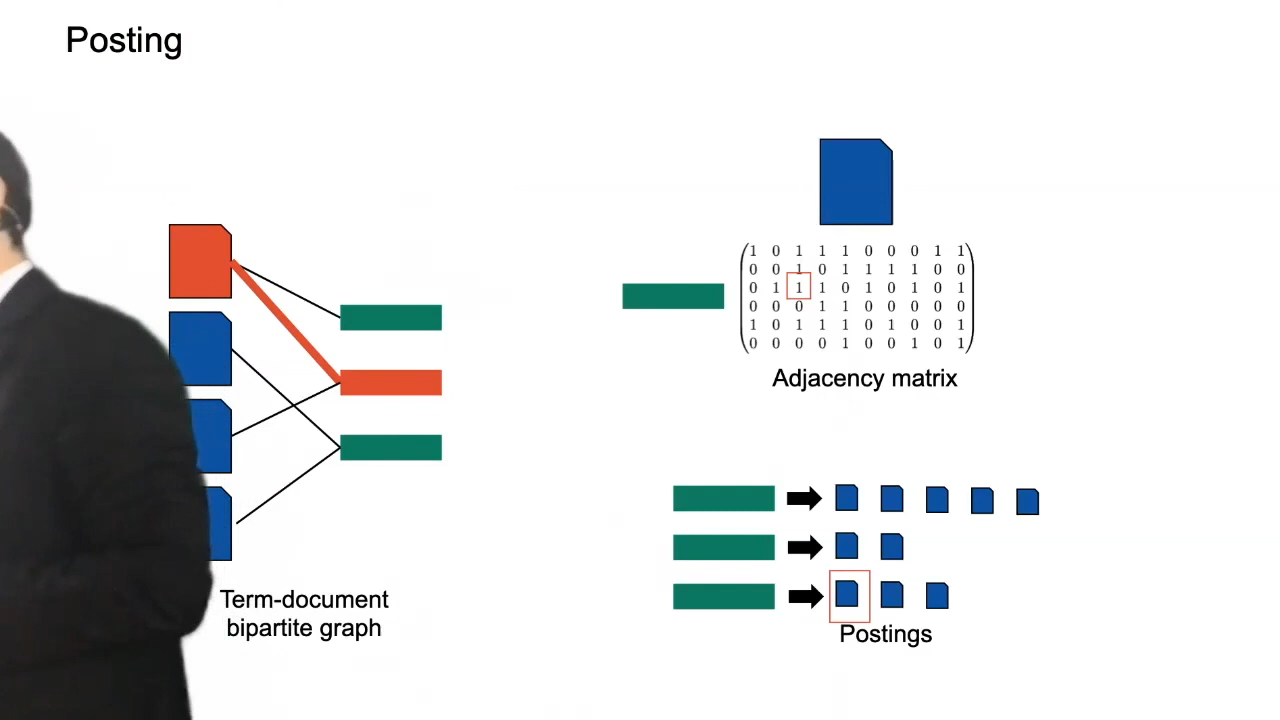 Posting
1 0 1 1 1 0 0 0 1 1
0 0 1 0 1 1 1 1 0 0
0 1 1 1 0 1 0 1 0 1
0 0 0 1 1 0 0 0 0 0
1 0 1 1 1 0 1 0 0 1
0 0 0 0 1 0 0 1 0 1
Adjacency matrix
Term-document
bipartite graph
Postings